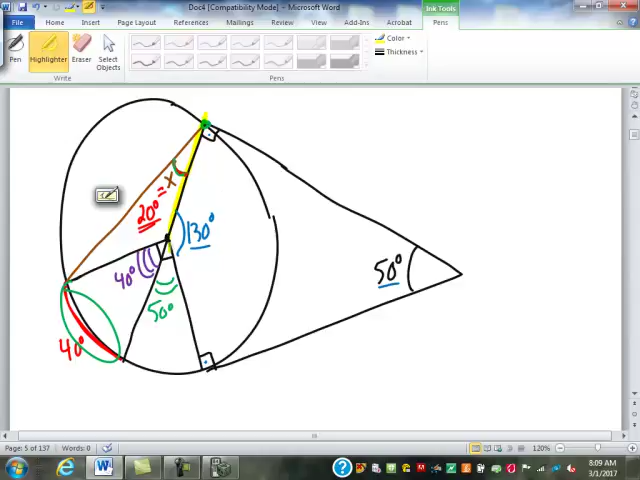 Doc4 [Compatibility Mode] - Microsoft Word
Ink Tools
File
Home
Insert
Page Layout
References
Mailings
Review
View
Add-Ins
Acrobat
Pens
Pen
Highlighter
Eraser
Select Objects
Color
Thickness
Write
Pens
x
20° =
130°
40°
50°
50°
40°
Page: 5 of 137
Words: 0
120%
8:09 AM
3/1/2017